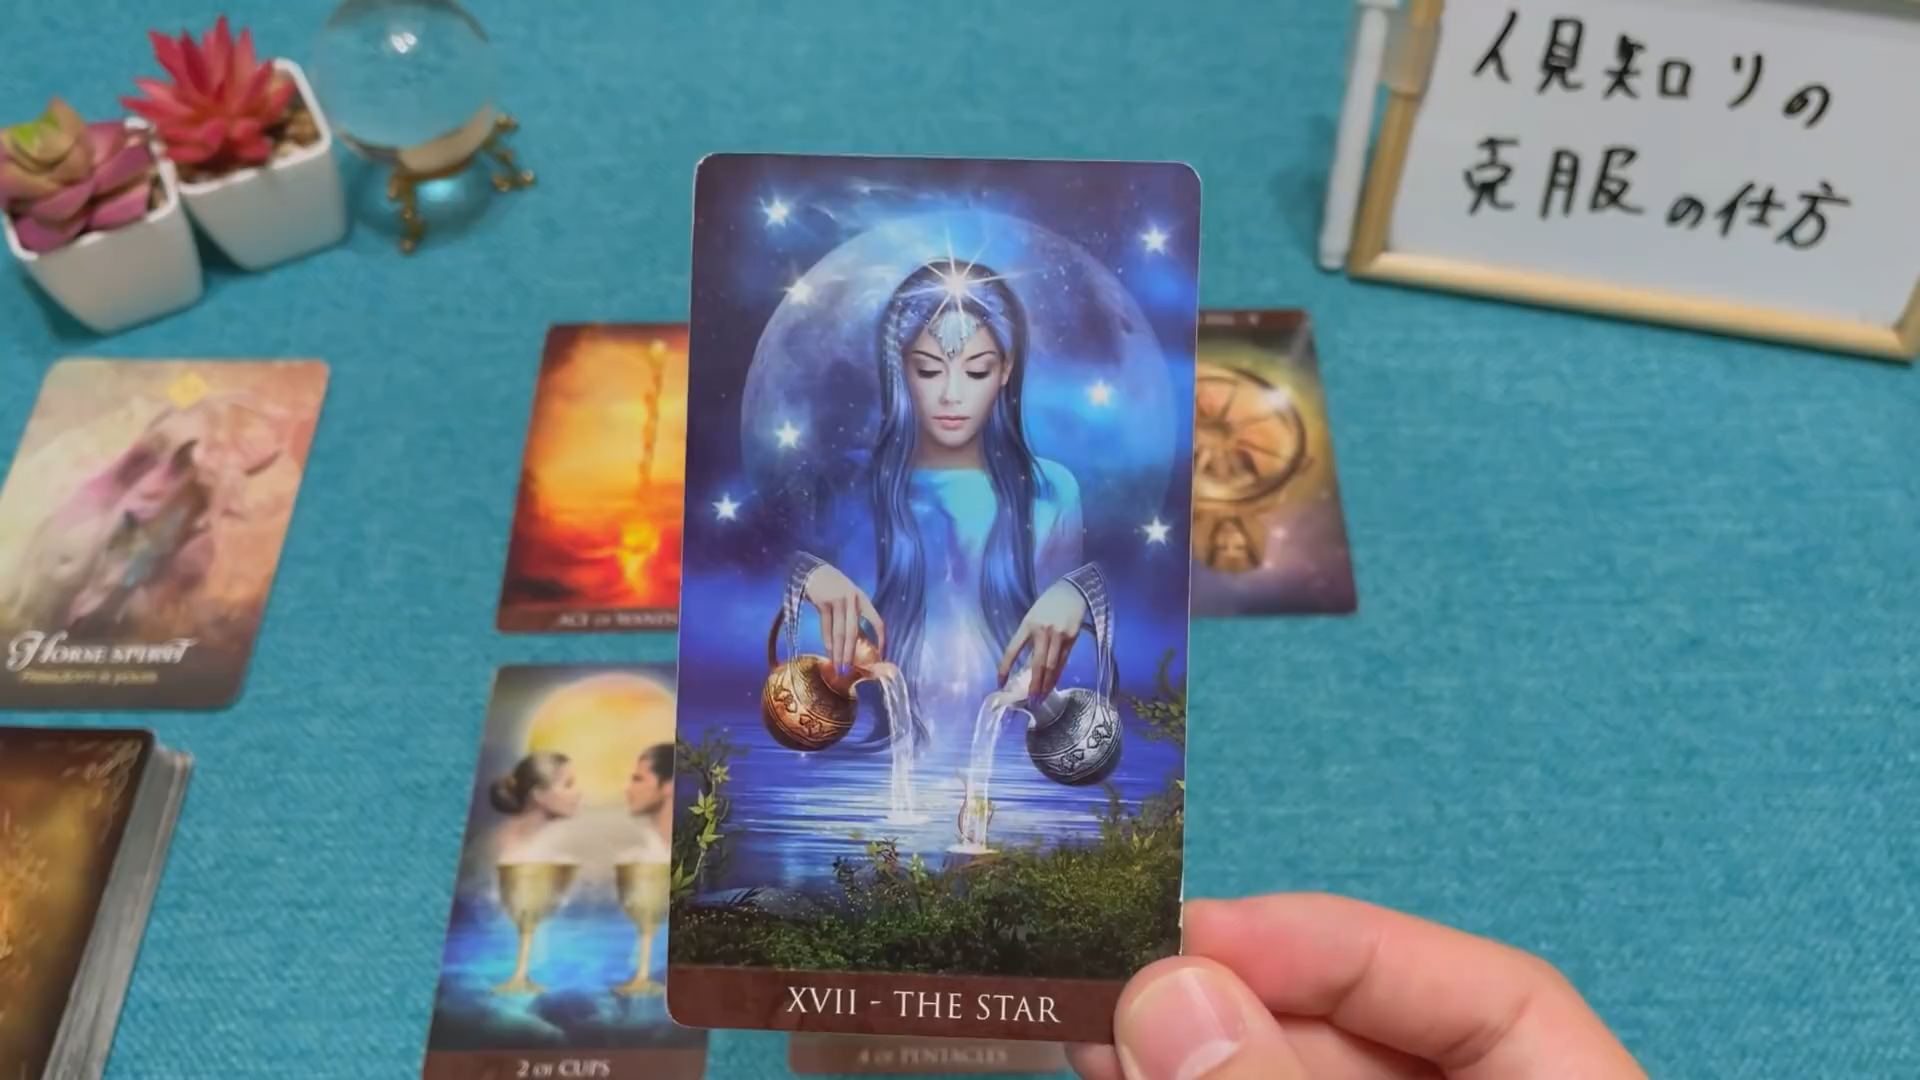 人見知リの
克服の仕方
HORSE SPIRIT
ACE OF WANDS
XVII - THE STAR
2 OF CUPS
4 OF PENTACLES